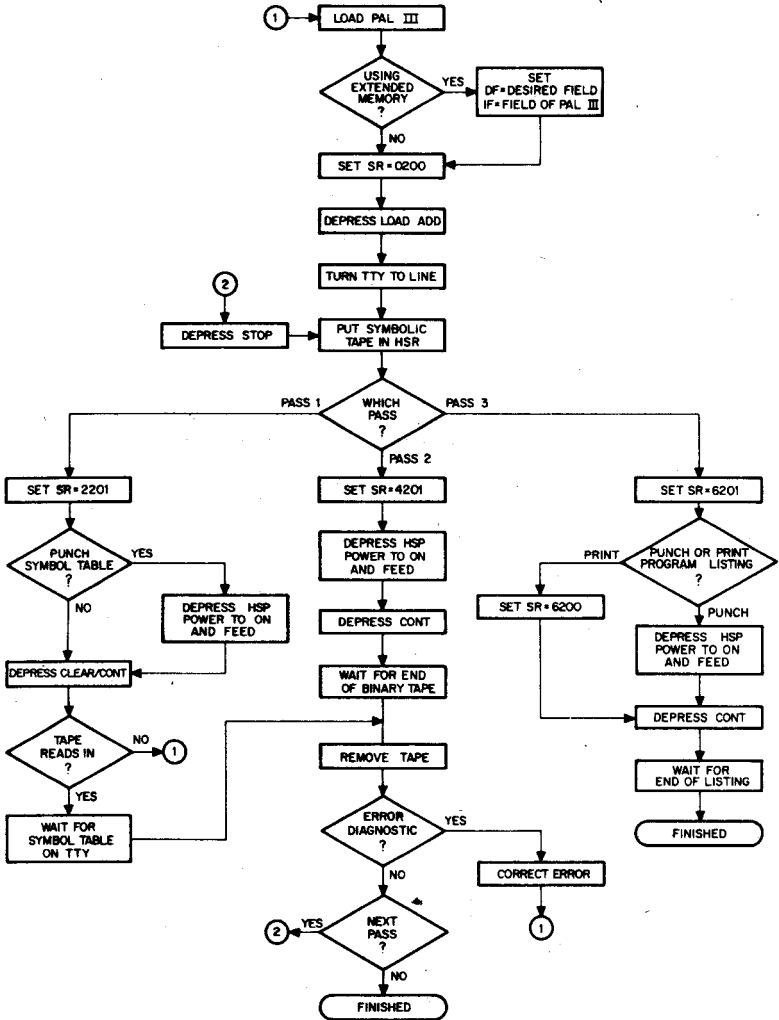 1
LOAD PAL III
USING
EXTENDED
MEMORY
?
YES
SET
DF=DESIRED FIELD
IF=FIELD OF PAL III
NO
SET SR=0200
DEPRESS LOAD ADD
TURN TTY TO LINE
2
DEPRESS STOP
PUT SYMBOLIC
TAPE IN HSR
WHICH
PASS
?
PASS 1
PASS 2
PASS 3
SET SR=2201
PUNCH
SYMBOL TABLE
?
YES
NO
DEPRESS HSP
POWER TO ON
AND FEED
DEPRESS CLEAR/CONT
TAPE
READS IN
?
NO
1
YES
WAIT FOR
SYMBOL TABLE
ON TTY
SET SR=4201
DEPRESS HSP
POWER TO ON
AND FEED
DEPRESS CONT
WAIT FOR END
OF BINARY TAPE
REMOVE TAPE
ERROR
DIAGNOSTIC
?
YES
CORRECT ERROR
1
NO
NEXT
PASS
?
YES
2
NO
FINISHED
SET SR=6201
PUNCH OR PRINT
PROGRAM LISTING
?
PRINT
SET SR=6200
PUNCH
DEPRESS HSP
POWER TO ON
AND FEED
DEPRESS CONT
WAIT FOR
END OF LISTING
FINISHED